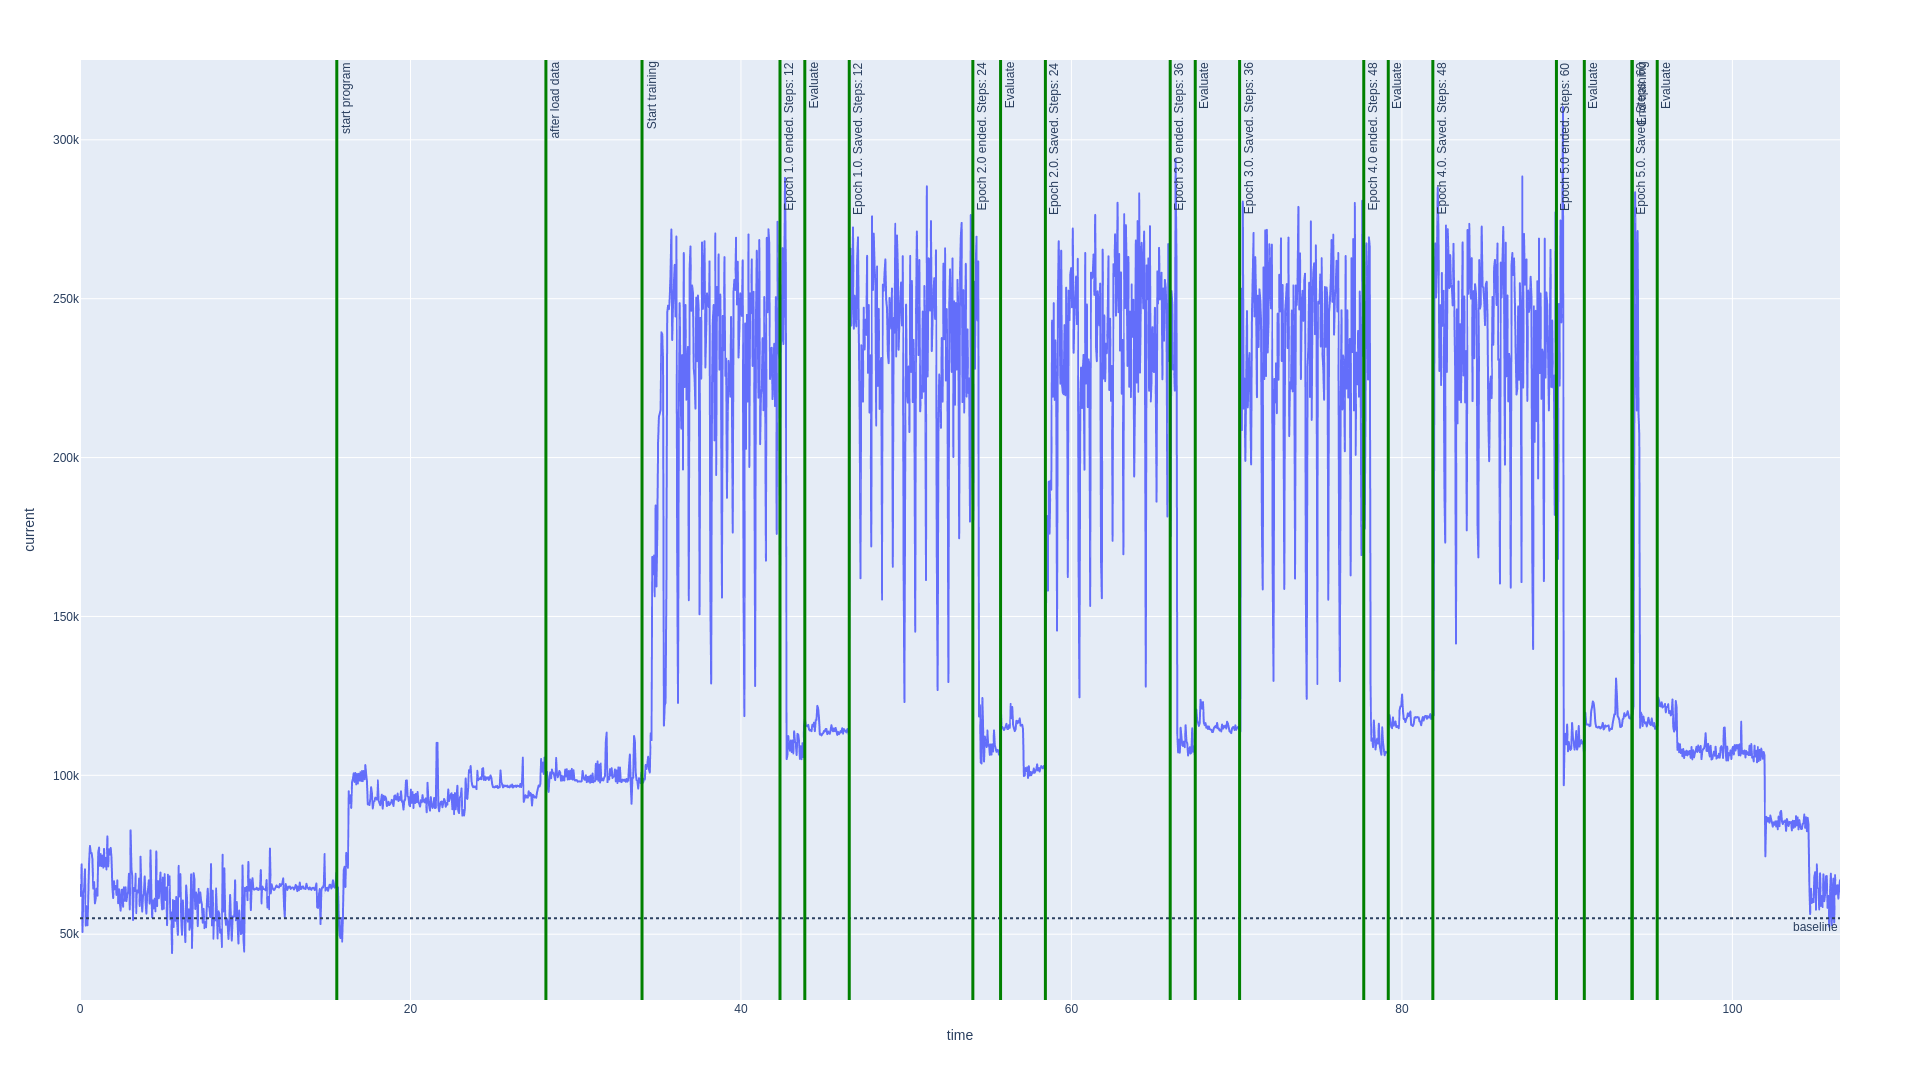 start program
after load data
Start training
Epoch 1.0 ended. Steps: 12
Evaluate
Epoch 1.0. Saved. Steps: 12
Epoch 2.0 ended. Steps: 24
Evaluate
Epoch 2.0. Saved. Steps: 24
Epoch 3.0 ended. Steps: 36
Evaluate
Epoch 3.0. Saved. Steps: 36
Epoch 4.0 ended. Steps: 48
Evaluate
Epoch 4.0. Saved. Steps: 48
Epoch 5.0 ended. Steps: 60
Evaluate
Epoch 5.0. Saved. Steps: 60
Evaluate
300k
250k
200k
150k
100k
50k
current
baseline
0
20
40
60
80
100
time